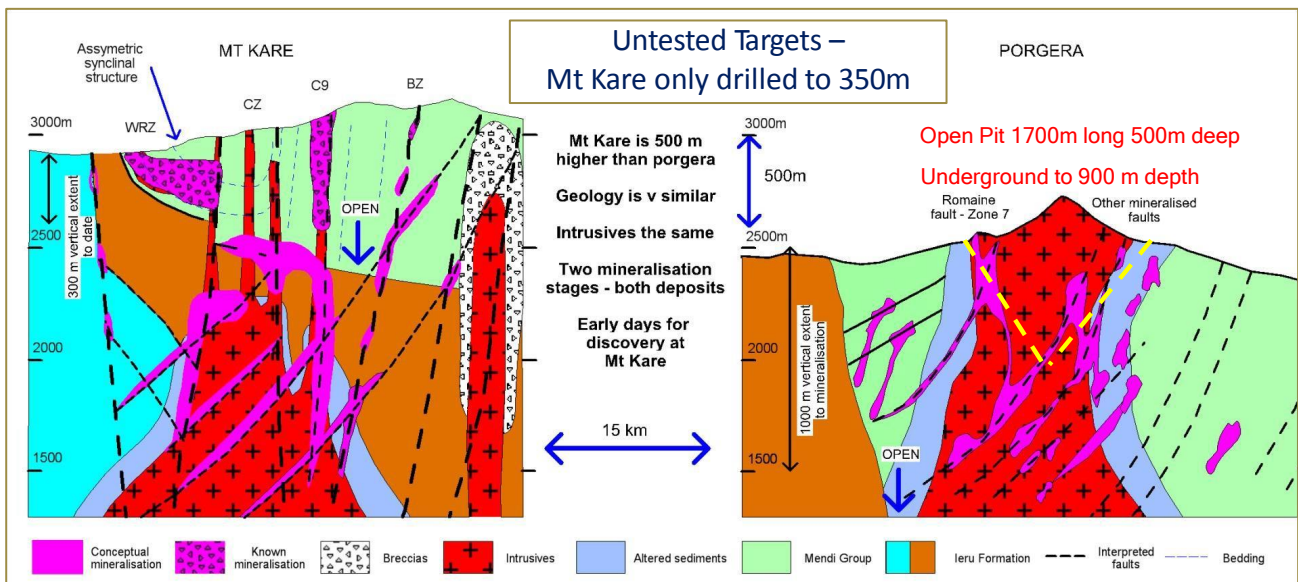 Untested Targets –
Mt Kare only drilled to 350m
Assymetric
synclinal
structure
MT KARE
WRZ
CZ
C9
BZ
3000m
2500
2000
1500
300 m vertical extent
to date
OPEN
Mt Kare is 500 m
higher than porgera
Geology is v similar
Intrusives the same
Two mineralisation
stages - both deposits
Early days for
discovery at
Mt Kare
15 km
PORGERA
3000m
500m
2500m
2000
1500
Open Pit 1700m long 500m deep
Underground to 900 m depth
Romaine
fault - Zone 7
Other mineralised
faults
1000 m vertical extent
to mineralisation
OPEN
Conceptual
mineralisation
Known
mineralisation
Breccias
Intrusives
Altered sediments
Mendi Group
Ieru Formation
Interpreted
faults
Bedding